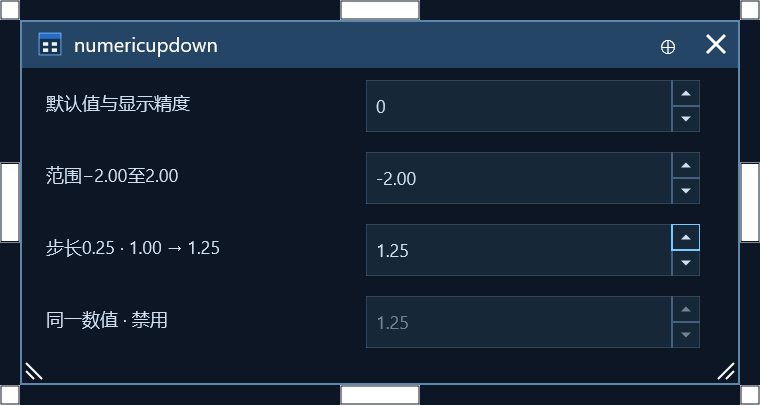 numericupdown
默认值与显示精度
0
范围−2.00至2.00
-2.00
步长0.25 · 1.00 → 1.25
1.25
同一数值 · 禁用
1.25